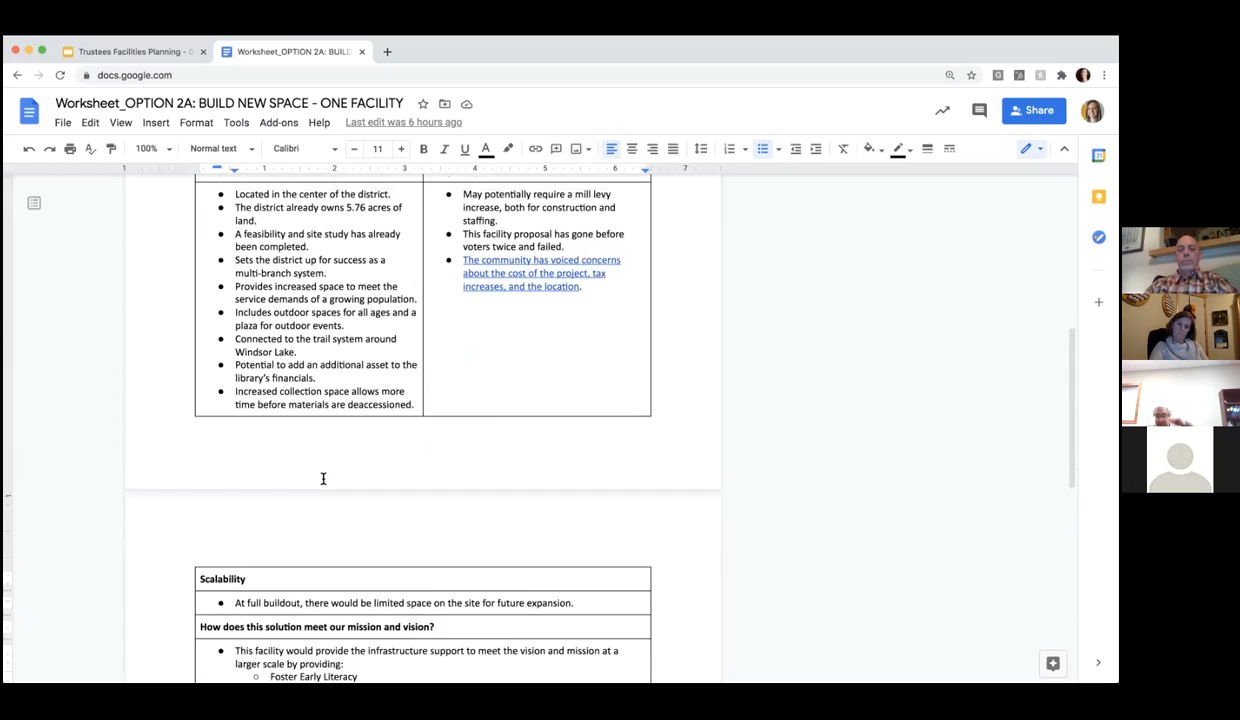 Trustees Facilities Planning - 0
Worksheet_OPTION 2A: BUILD
docs.google.com
Worksheet_OPTION 2A: BUILD NEW SPACE - ONE FACILITY
File Edit View Insert Format Tools Add-ons Help Last edit was 6 hours ago
Share
100% Normal text Calibri 11 B I U A
1 1 2 3 4 5 6 7
Located in the center of the district.
The district already owns 5.76 acres of
land.
A feasibility and site study has already
been completed.
Sets the district up for success as a
multi-branch system.
Provides increased space to meet the
service demands of a growing population.
Includes outdoor spaces for all ages and a
plaza for outdoor events.
Connected to the trail system around
Windsor Lake.
Potential to add an additional asset to the
library's financials.
Increased collection space allows more
time before materials are deaccessioned.
May potentially require a mill levy
increase, both for construction and
staffing.
This facility proposal has gone before
voters twice and failed.
The community has voiced concerns
about the cost of the project, tax
increases, and the location.
Scalability
At full buildout, there would be limited space on the site for future expansion.
How does this solution meet our mission and vision?
This facility would provide the infrastructure support to meet the vision and mission at a
larger scale by providing:
Foster Early Literacy